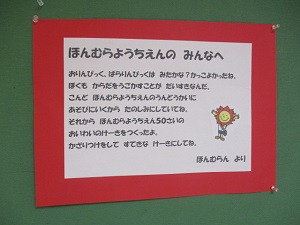 ほんむらようちえんの みんなへ
おりんぴっく、ぱらりんぴっくは みたかな？かっこよかったね。
ぼくも からだをうごかすことが だいすきなんだ。
こんど ほんむらようちえんのうんどうかいに
あそびにいくから たのしみにしていてね。
それから ほんむらようちえん50さいの
おいわいのけーきをつくったよ。
かざりつけをして すてきな けーきにしてね。
ほんむらん より